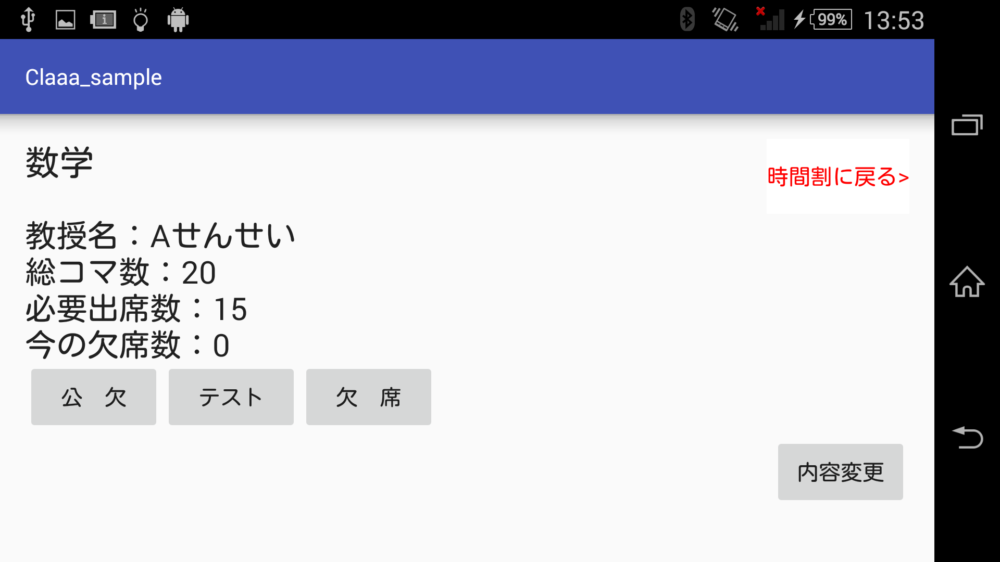 99% 13:53
Claaa_sample
数学
時間割に戻る>
教授名：Aせんせい
総コマ数：20
必要出席数：15
今の欠席数：0
公　欠 テスト 欠　席
内容変更